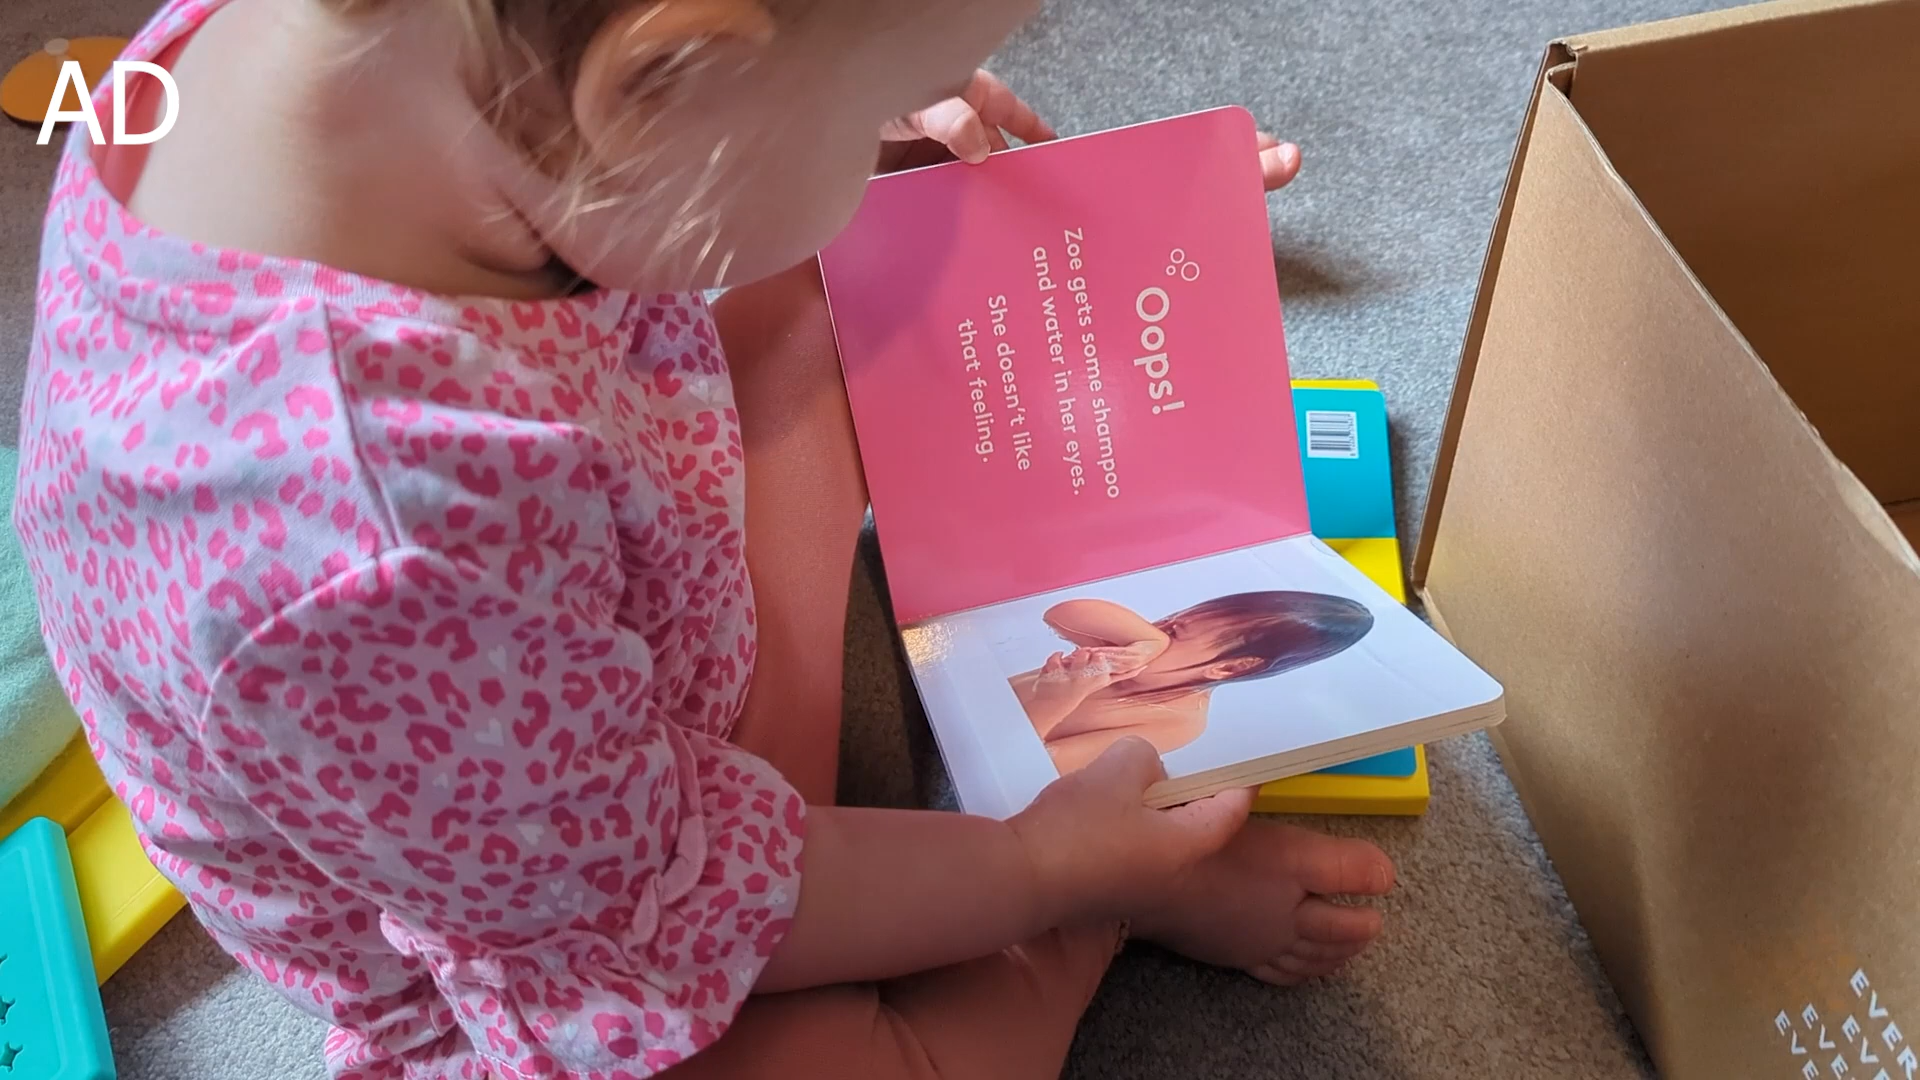 AD
Oops!
Zoe gets some shampoo
and water in her eyes.
She doesn't like
that feeling.